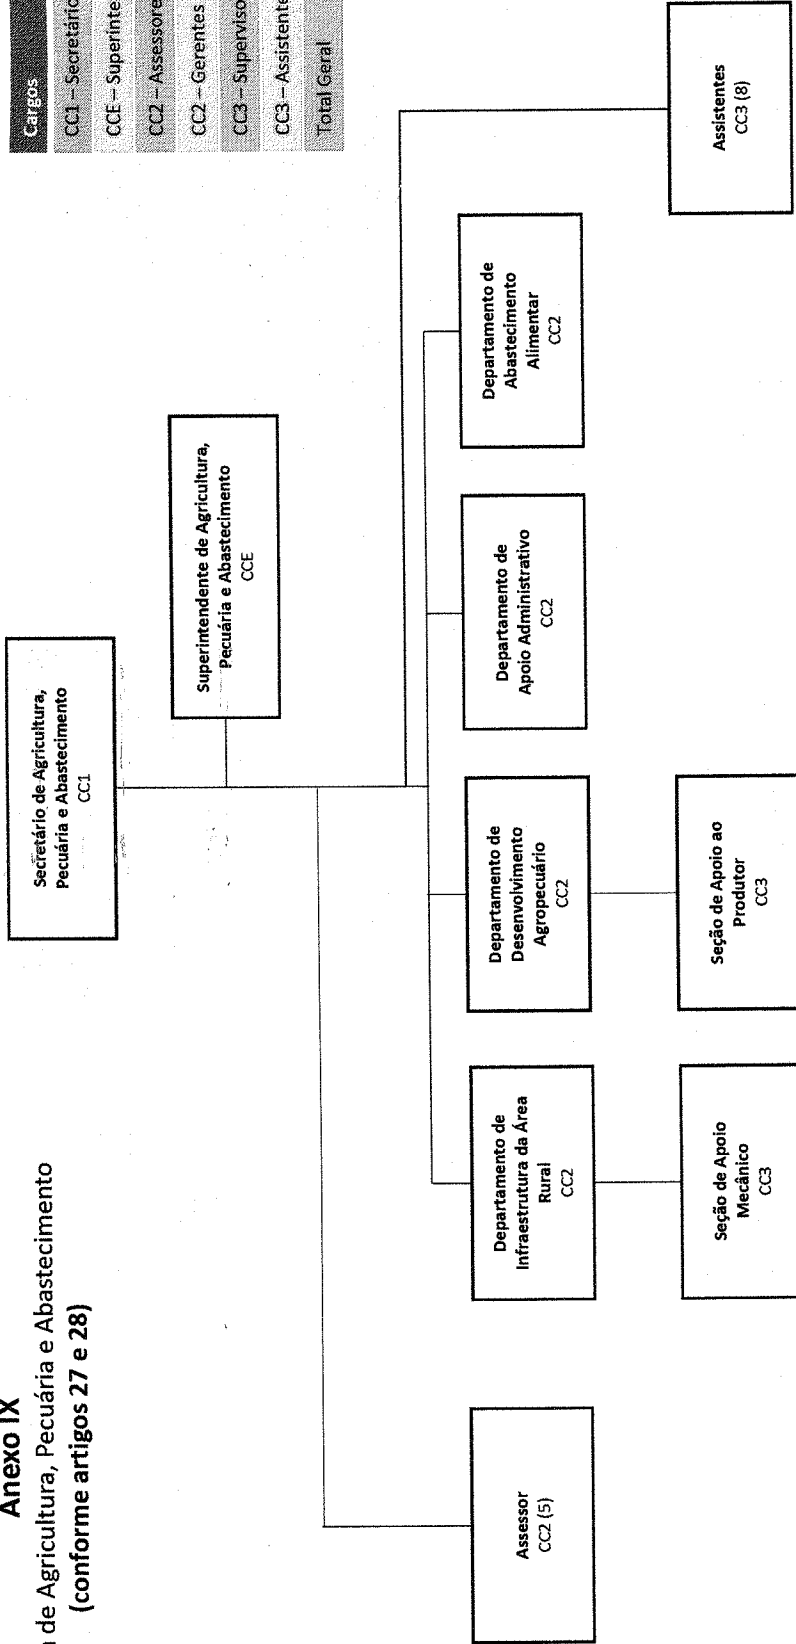 Anexo IX
de Agricultura, Pecuária e Abastecimento
(conforme artigos 27 e 28)
Cargos
CC1 – Secretário
CCE – Superinte
CC2 – Assessore
CC2 – Gerentes
CC3 – Superviso
CC3 – Assistente
Total Geral
Secretário de Agricultura,
Pecuária e Abastecimento
CC1
Superintendente de Agricultura,
Pecuária e Abastecimento
CCE
Assessor
CC2 (5)
Departamento de
Infraestrutura da Área
Rural
CC2
Departamento de
Desenvolvimento
Agropecuário
CC2
Departamento de
Apoio Administrativo
CC2
Departamento de
Abastecimento
Alimentar
CC2
Seção de Apoio
Mecânico
CC3
Seção de Apoio ao
Produtor
CC3
Assistentes
CC3 (8)